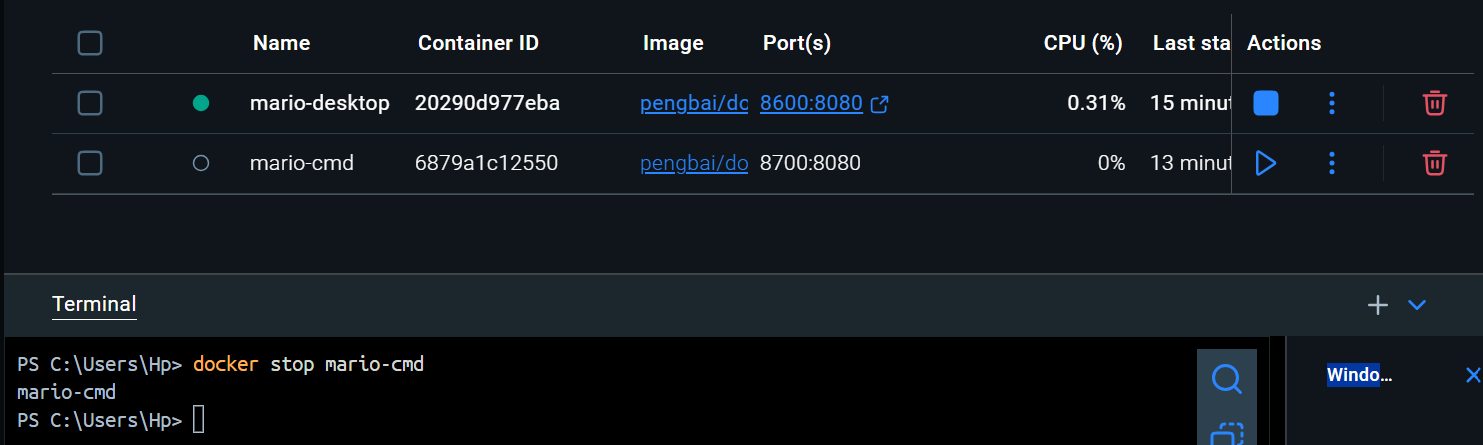 Name Container ID Image Port(s) CPU (%) Last sta Actions
mario-desktop 20290d977eba pengbai/do 8600:8080 0.31% 15 minut
mario-cmd 6879a1c12550 pengbai/do 8700:8080 0% 13 minut
Terminal
PS C:\Users\Hp> docker stop mario-cmd
mario-cmd
PS C:\Users\Hp>
Windo...